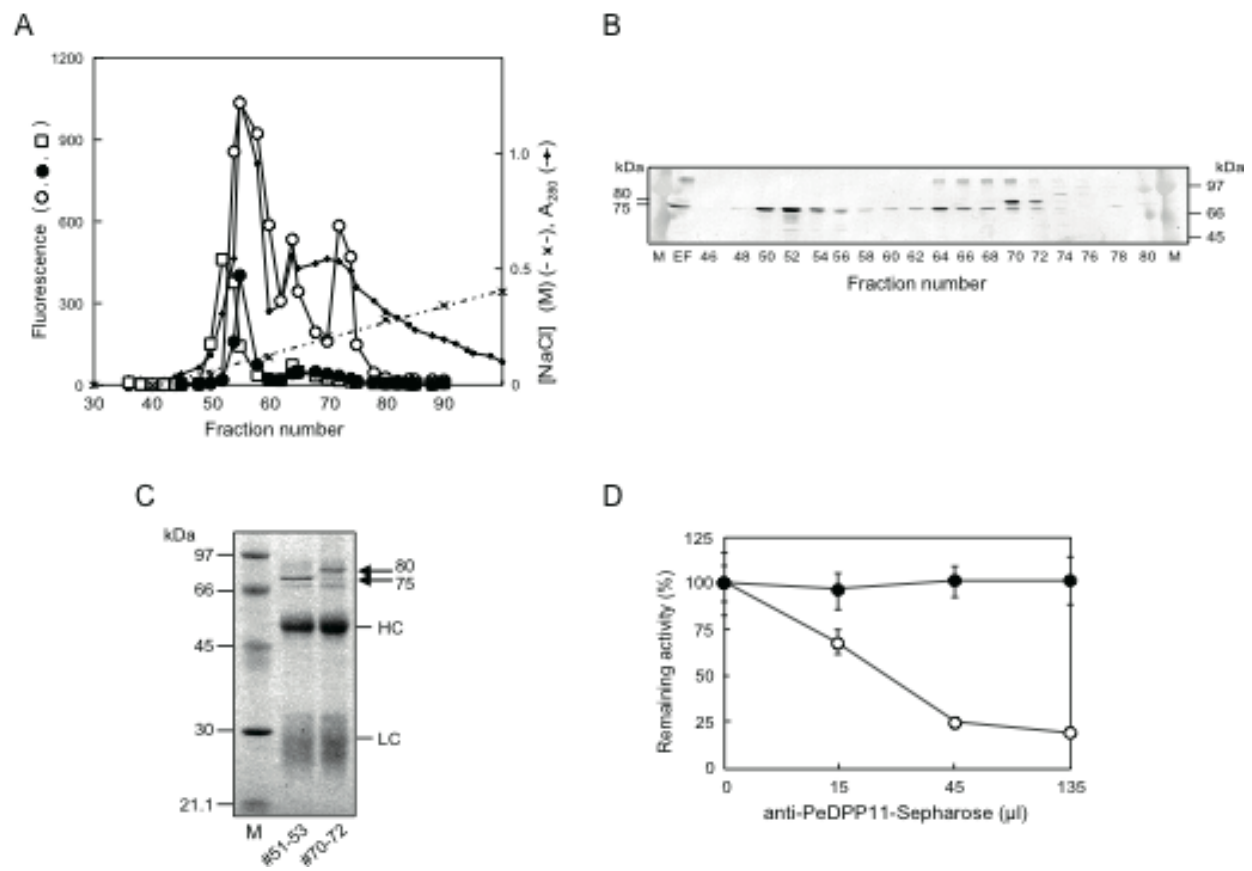 A
1200
900
600
300
0
Fluorescence (○, ●, □)
1.0
0.5
0
[NaCl] (M) (- ×-), A280 (-♦-)
30 40 50 60 70 80 90
Fraction number
B
kDa kDa
80
75
97
66
45
M EF 46 48 50 52 54 56 58 60 62 64 66 68 70 72 74 76 78 80 M
Fraction number
C
kDa
97
66
45
30
21.1
80
75
HC
LC
M #51-53 #70-72
D
125
100
75
50
25
0
Remaining activity (%)
0 15 45 135
anti-PeDPP11-Sepharose (µl)